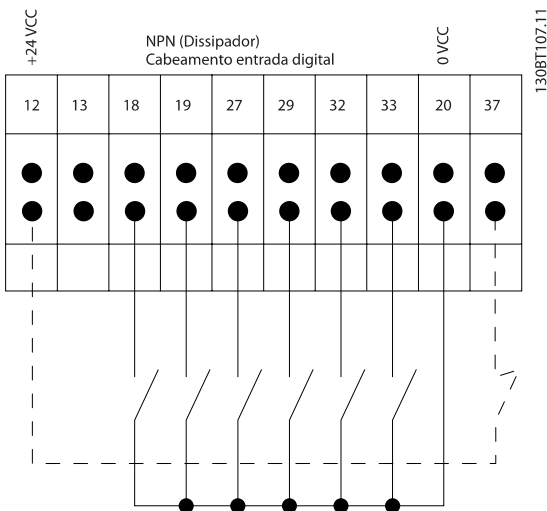 +24 VCC
NPN (Dissipador)
Cabeamento entrada digital
0 VCC
130BT107.11
12 13 18 19 27 29 32 33 20 37